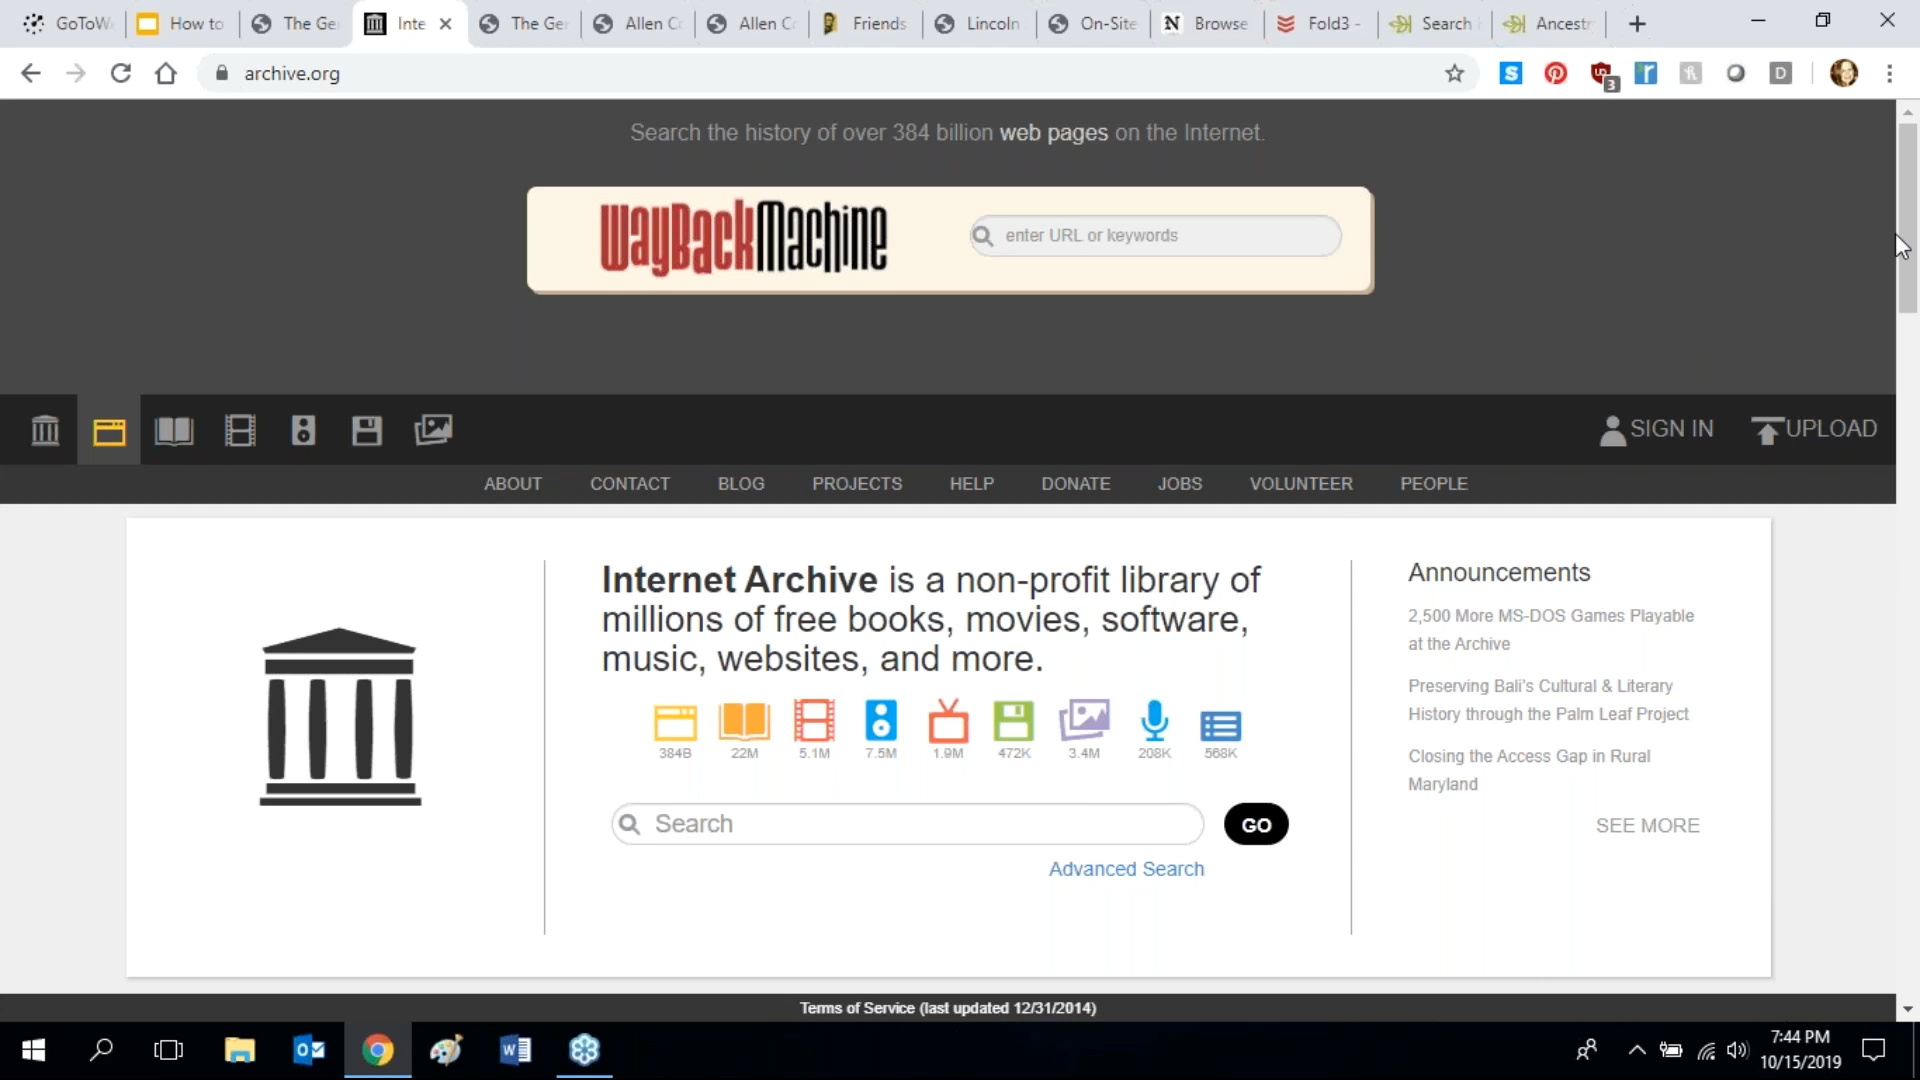 GoToW
How to
The Ge
Inte
The Ger
Allen C
Allen C
Friends
Lincoln
On-Site
Browse
Fold3 -
Search
Ancest
archive.org
3
Search the history of over 384 billion web pages on the Internet.
WayBackMachine
enter URL or keywords
SIGN IN
UPLOAD
ABOUT
CONTACT
BLOG
PROJECTS
HELP
DONATE
JOBS
VOLUNTEER
PEOPLE
Internet Archive is a non-profit library of
millions of free books, movies, software,
music, websites, and more.
384B
22M
5.1M
7.5M
1.9M
472K
3.4M
208K
568K
Search
GO
Advanced Search
Announcements
2,500 More MS-DOS Games Playable
at the Archive
Preserving Bali's Cultural & Literary
History through the Palm Leaf Project
Closing the Access Gap in Rural
Maryland
SEE MORE
Terms of Service (last updated 12/31/2014)
7:44 PM
10/15/2019